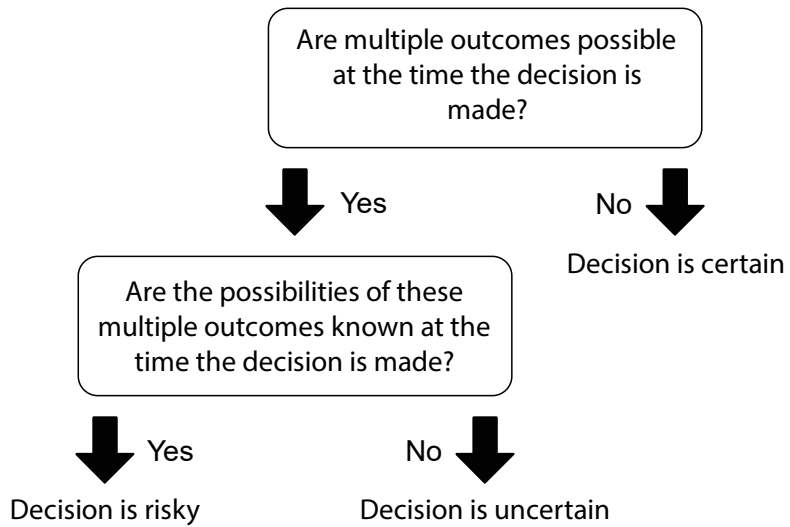 Are multiple outcomes possible
at the time the decision is
made?
Yes
No
Decision is certain
Are the possibilities of these
multiple outcomes known at the
time the decision is made?
Yes
No
Decision is risky
Decision is uncertain